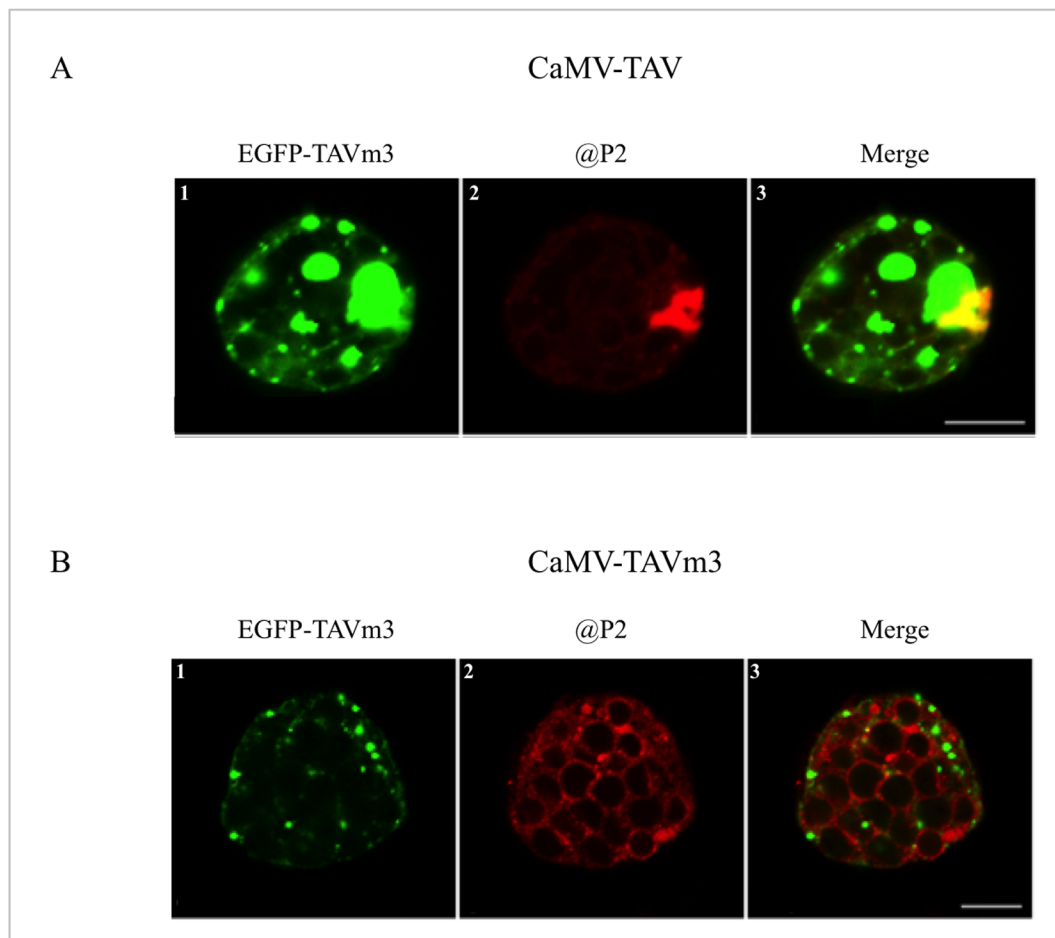 A
CaMV-TAV
EGFP-TAVm3 @P2 Merge
1 2 3
B
CaMV-TAVm3
EGFP-TAVm3 @P2 Merge
1 2 3